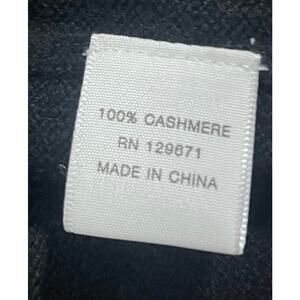 100% CASHMERE
RN 129671
MADE IN CHINA